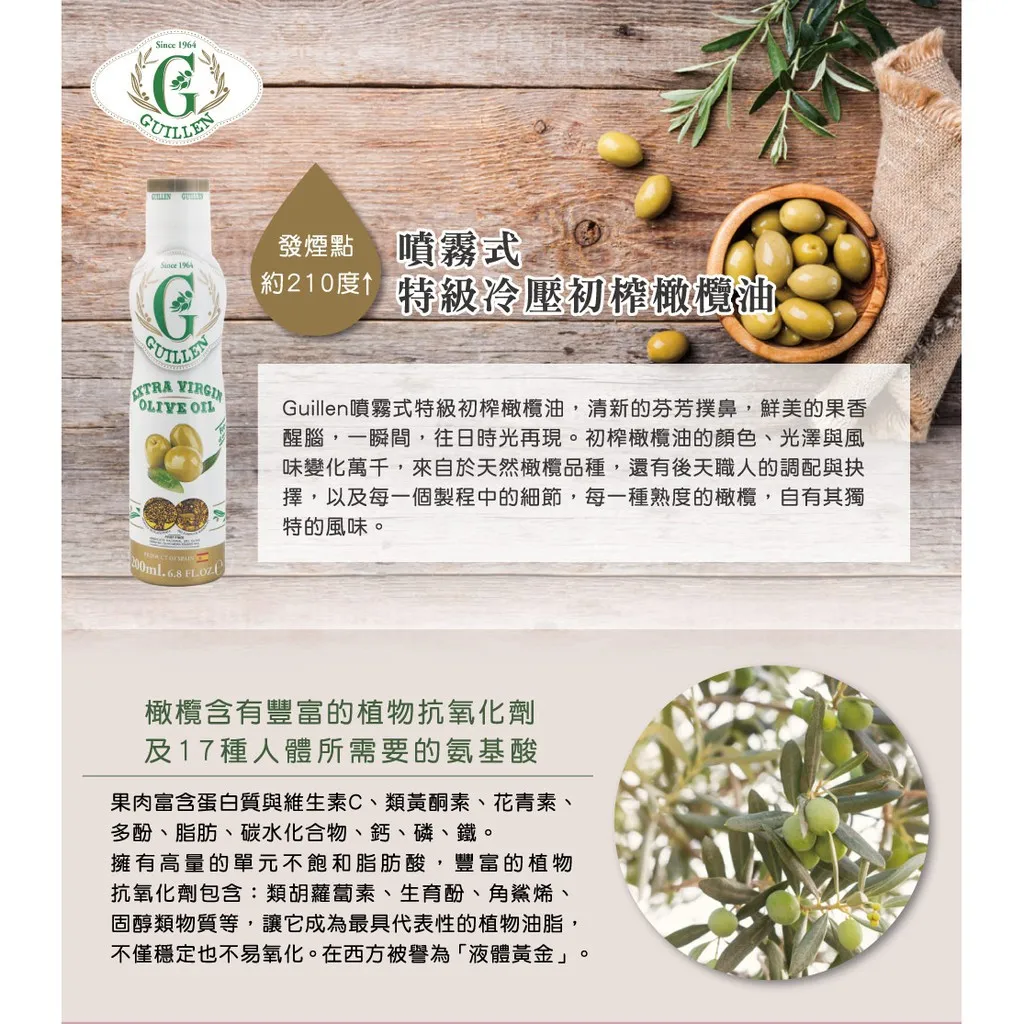 Since 1964
G
GUILLEN
GUILLEN GUILLEN
Since 1964
G
GUILLEN
EXTRA VIRGIN
OLIVE OIL
PRODUCT OF SPAIN
200ml. 6.8 FL.OZ.
發煙點
約210度↑
噴霧式
特級冷壓初榨橄欖油
Guillen噴霧式特級初榨橄欖油，清新的芬芳撲鼻，鮮美的果香
醒腦，一瞬間，往日時光再現。初榨橄欖油的顏色、光澤與風
味變化萬千，來自於天然橄欖品種，還有後天職人的調配與抉
擇，以及每一個製程中的細節，每一種熟度的橄欖，自有其獨
特的風味。
橄欖含有豐富的植物抗氧化劑
及17種人體所需要的氨基酸
果肉富含蛋白質與維生素C、類黃酮素、花青素、
多酚、脂肪、碳水化合物、鈣、磷、鐵。
擁有高量的單元不飽和脂肪酸，豐富的植物
抗氧化劑包含：類胡蘿蔔素、生育酚、角鯊烯、
固醇類物質等，讓它成為最具代表性的植物油脂，
不僅穩定也不易氧化。在西方被譽為「液體黃金」。